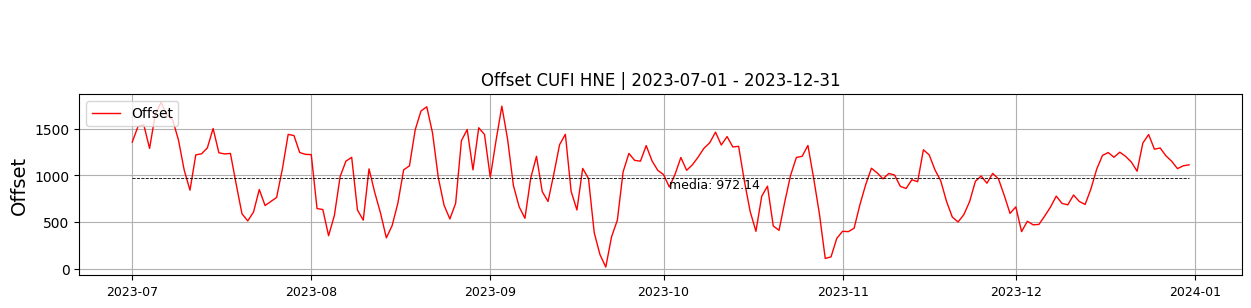 Offset CUFI HNE | 2023-07-01 - 2023-12-31
Offset
Offset
1500
1000
500
0
media: 972.14
2023-07
2023-08
2023-09
2023-10
2023-11
2023-12
2024-01